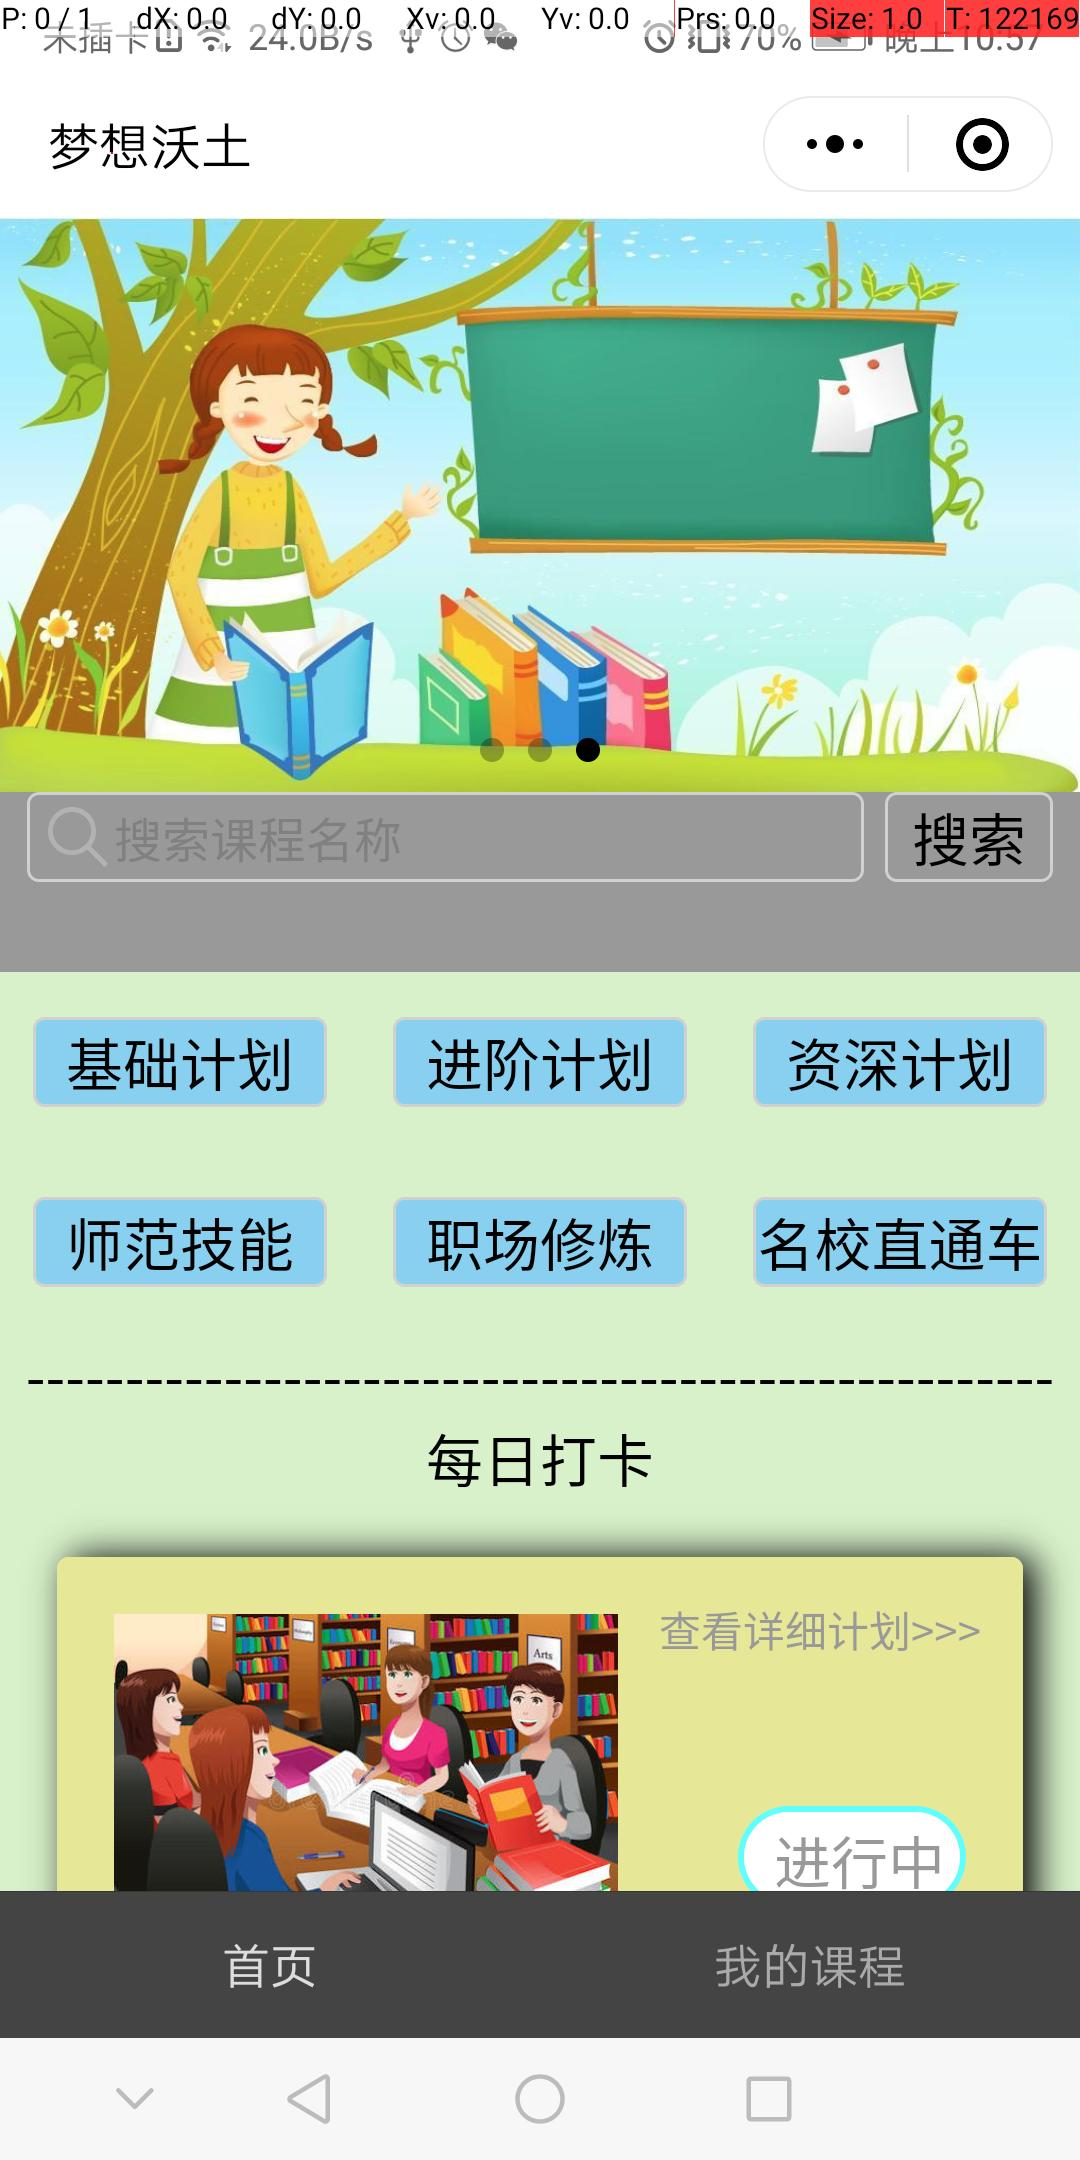 P: 0 / 1 dX: 0.0 dY: 0.0 Xv: 0.0 Yv: 0.0 Prs: 0.0 Size: 1.0 T: 122169
未插卡 24.0B/s 70% 晚上10:57
梦想沃土
搜索课程名称 搜索
基础计划 进阶计划 资深计划
师范技能 职场修炼 名校直通车
每日打卡
查看详细计划>>>
Arts
进行中
首页 我的课程